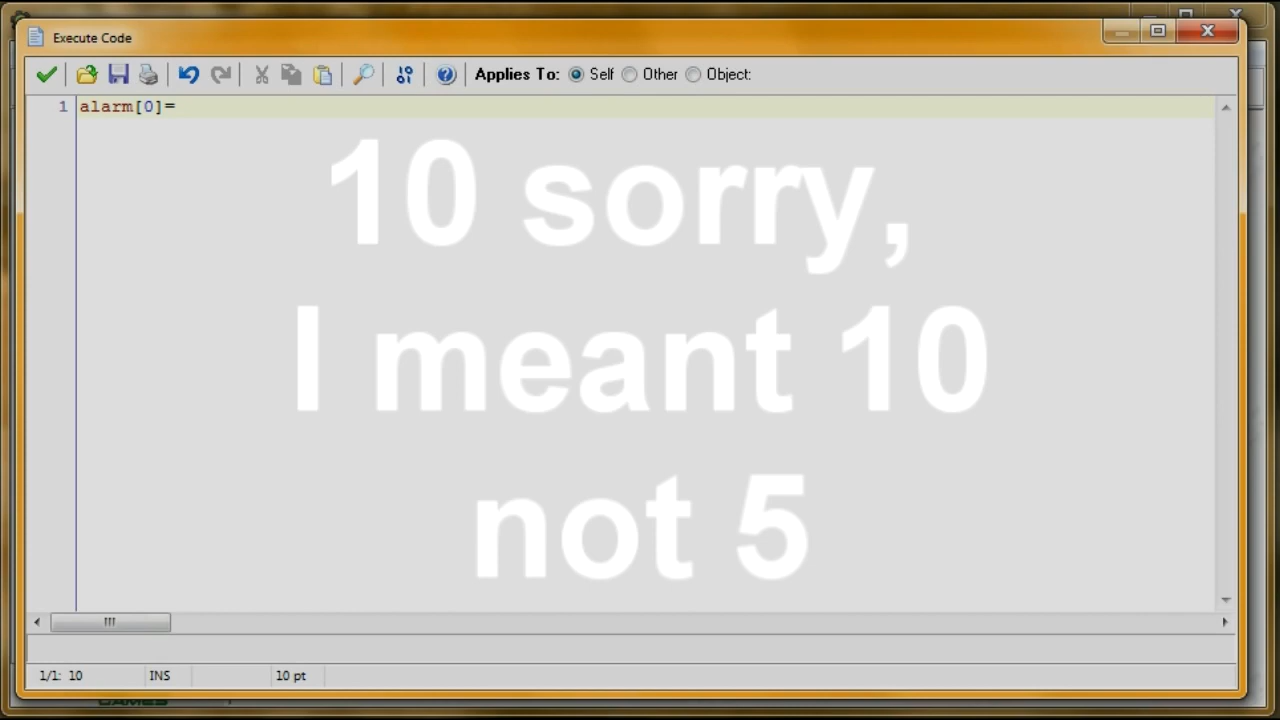 Execute Code
Applies To: Self Other Object:
1 alarm[0]=
10 sorry,
I meant 10
not 5
1/1: 10 INS 10 pt
GAMES